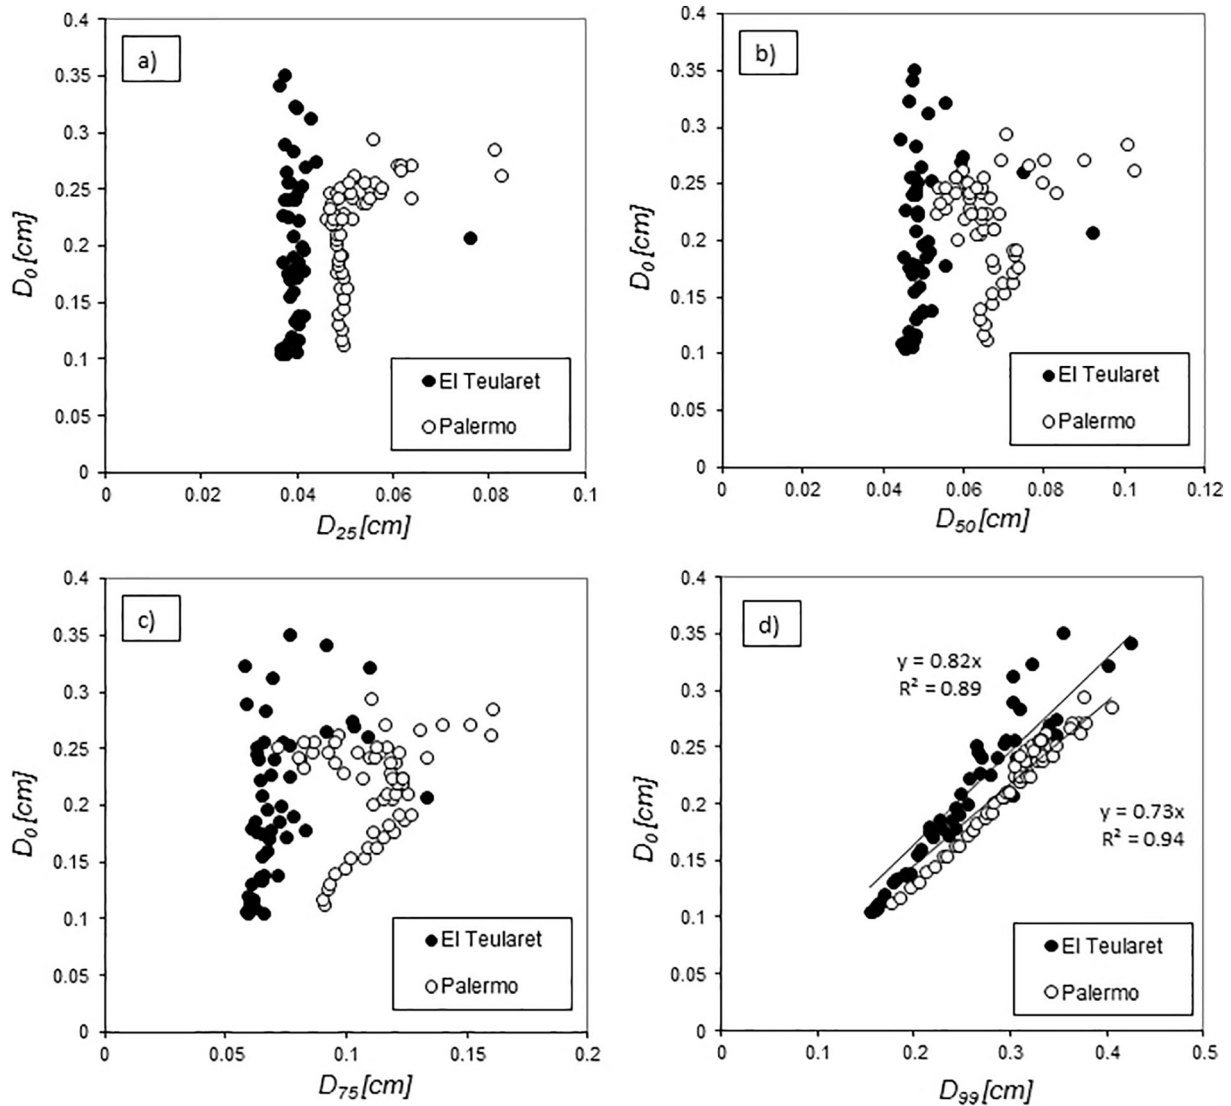 a)
0.4
0.35
0.3
0.25
0.2
0.15
0.1
0.05
0
D0 [cm]
El Teularet
Palermo
0 0.02 0.04 0.06 0.08 0.1
D25 [cm]
b)
0.4
0.35
0.3
0.25
0.2
0.15
0.1
0.05
0
D0 [cm]
El Teularet
Palermo
0 0.02 0.04 0.06 0.08 0.1 0.12
D50 [cm]
c)
0.4
0.35
0.3
0.25
0.2
0.15
0.1
0.05
0
D0 [cm]
El Teularet
Palermo
0 0.05 0.1 0.15 0.2
D75 [cm]
d)
0.4
0.35
0.3
0.25
0.2
0.15
0.1
0.05
0
D0 [cm]
y = 0.82x
R² = 0.89
y = 0.73x
R² = 0.94
El Teularet
Palermo
0 0.1 0.2 0.3 0.4 0.5
D99 [cm]